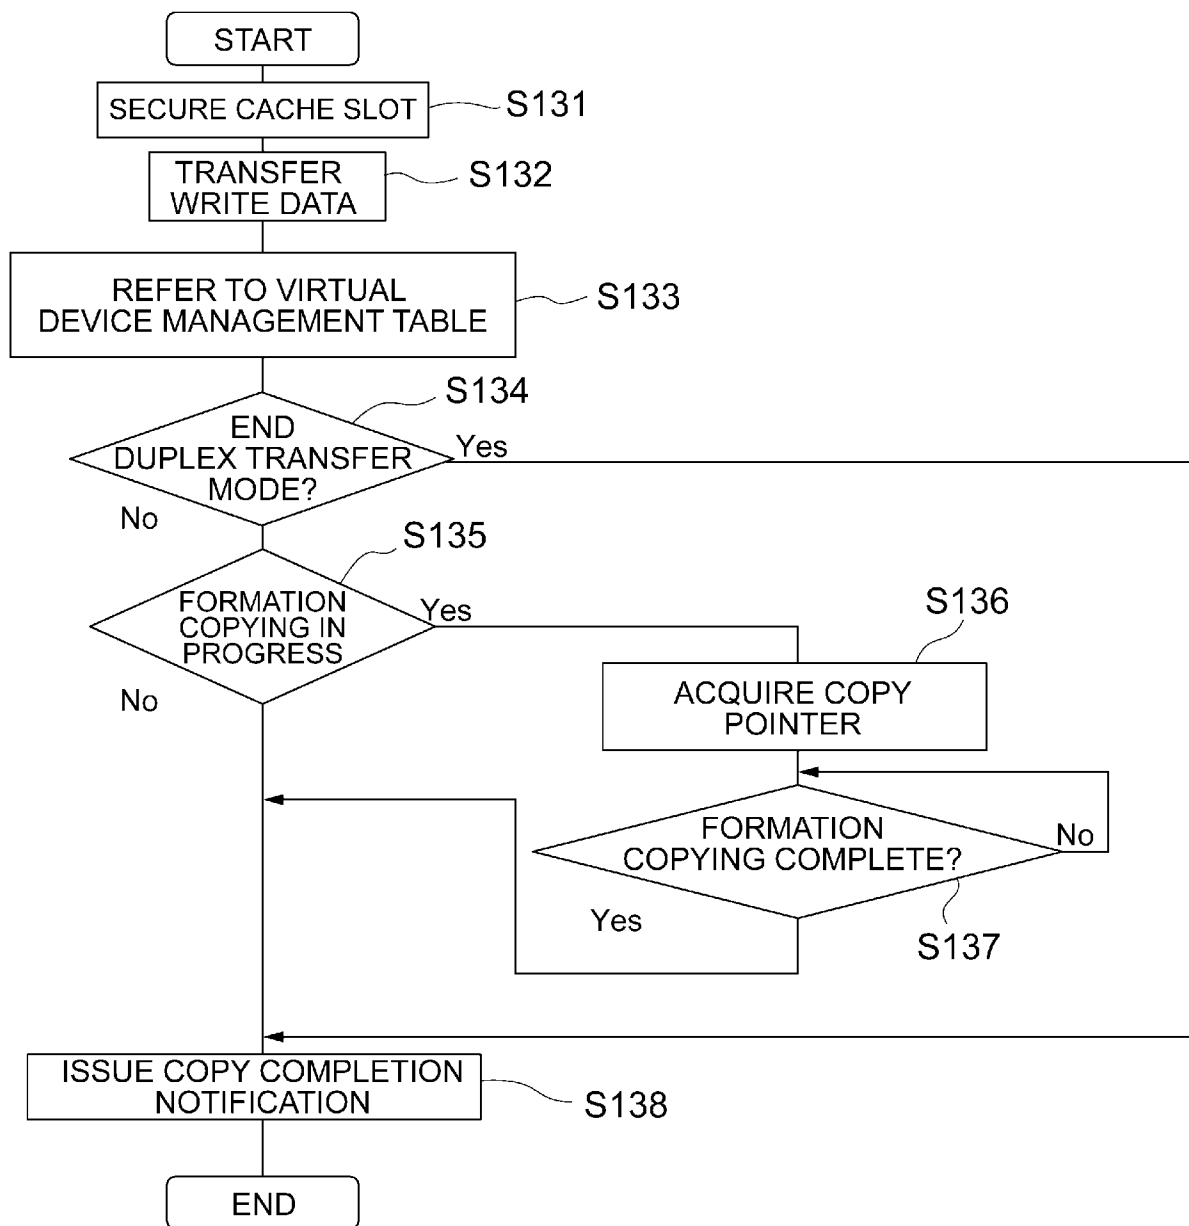 START
SECURE CACHE SLOT
S131
TRANSFER
WRITE DATA
S132
REFER TO VIRTUAL
DEVICE MANAGEMENT TABLE
S133
S134
END
DUPLEX TRANSFER
MODE?
Yes
No
S135
FORMATION
COPYING IN
PROGRESS
Yes
No
S136
ACQUIRE COPY
POINTER
FORMATION
COPYING COMPLETE?
No
Yes
S137
ISSUE COPY COMPLETION
NOTIFICATION
S138
END